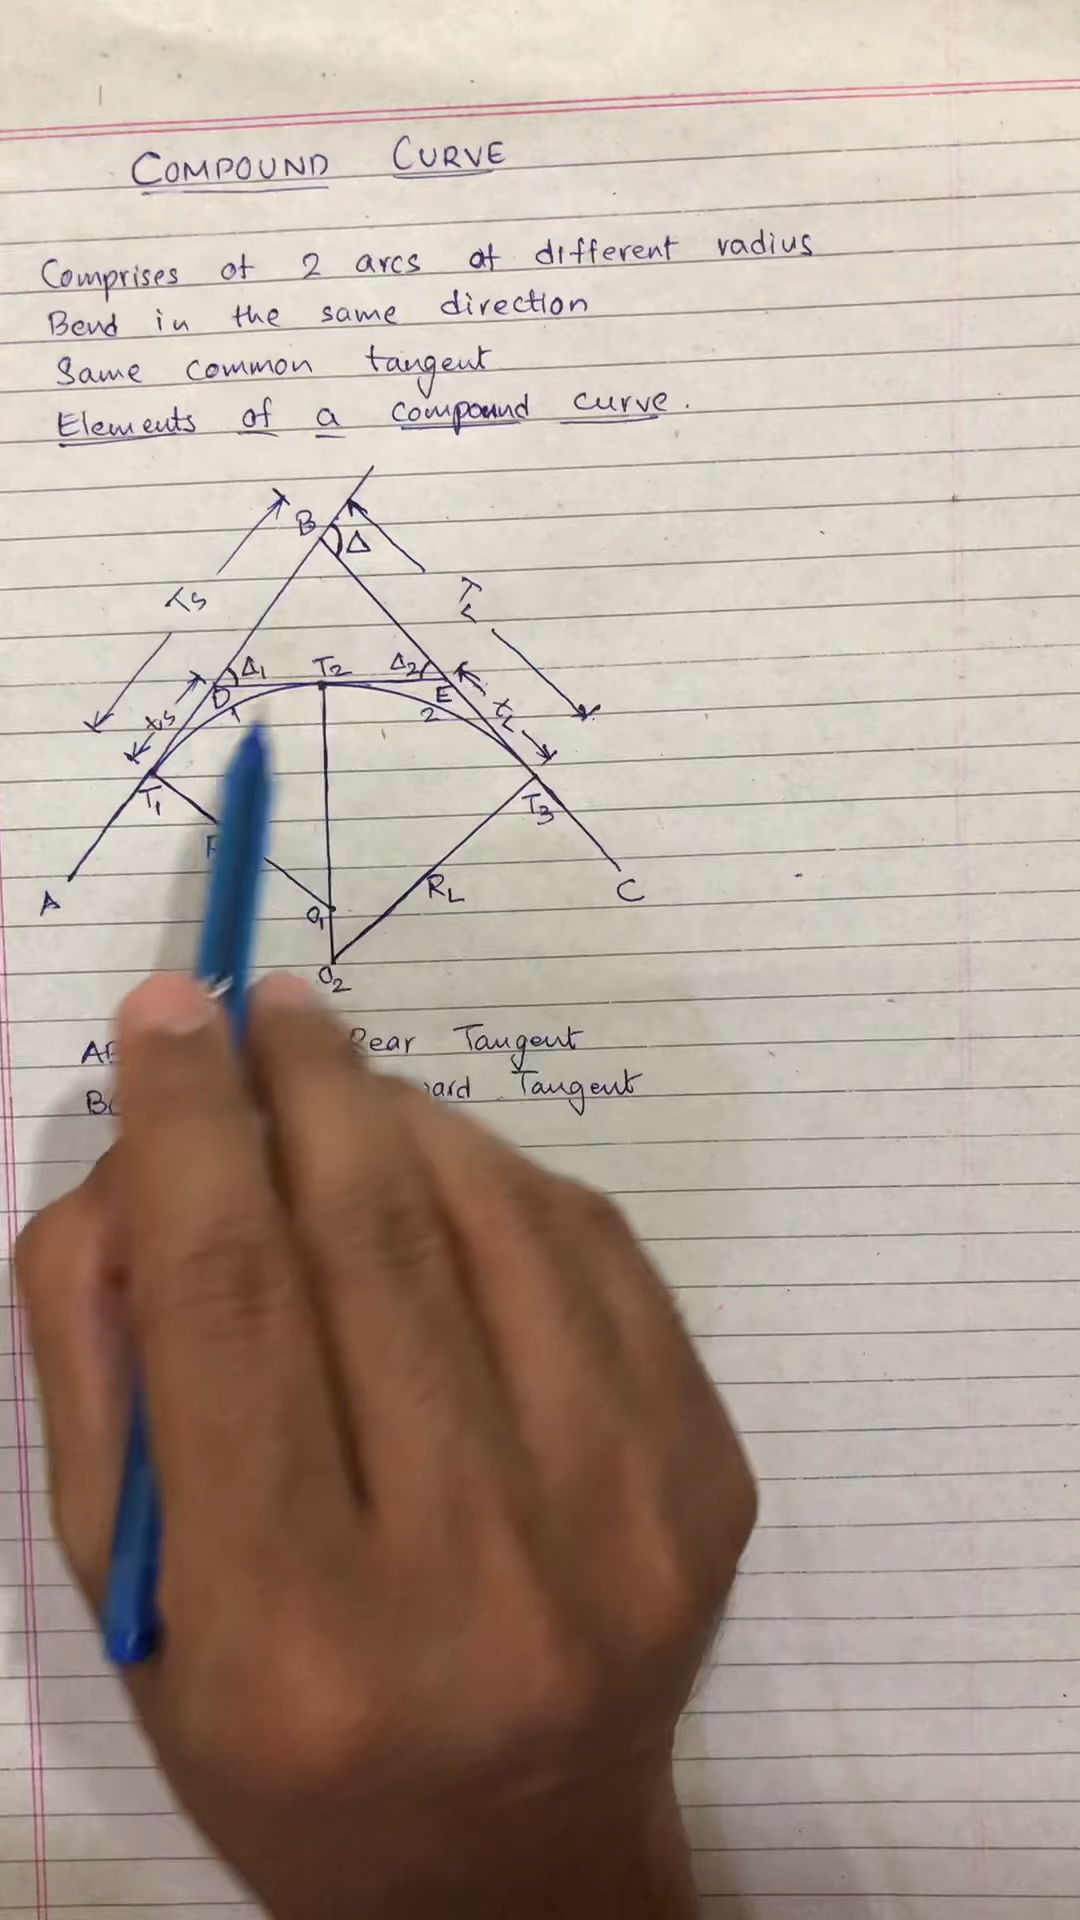 COMPOUND CURVE
Comprises of 2 arcs of different radius
Bend in the same direction
Same common tangent
Elements of a compound curve.
B Δ
Ts
TL
Δ1 T2 Δ2
D E
ts 1 2 tL
T1 T3
RL
A O1 C
O2
Rear Tangent
Tangent